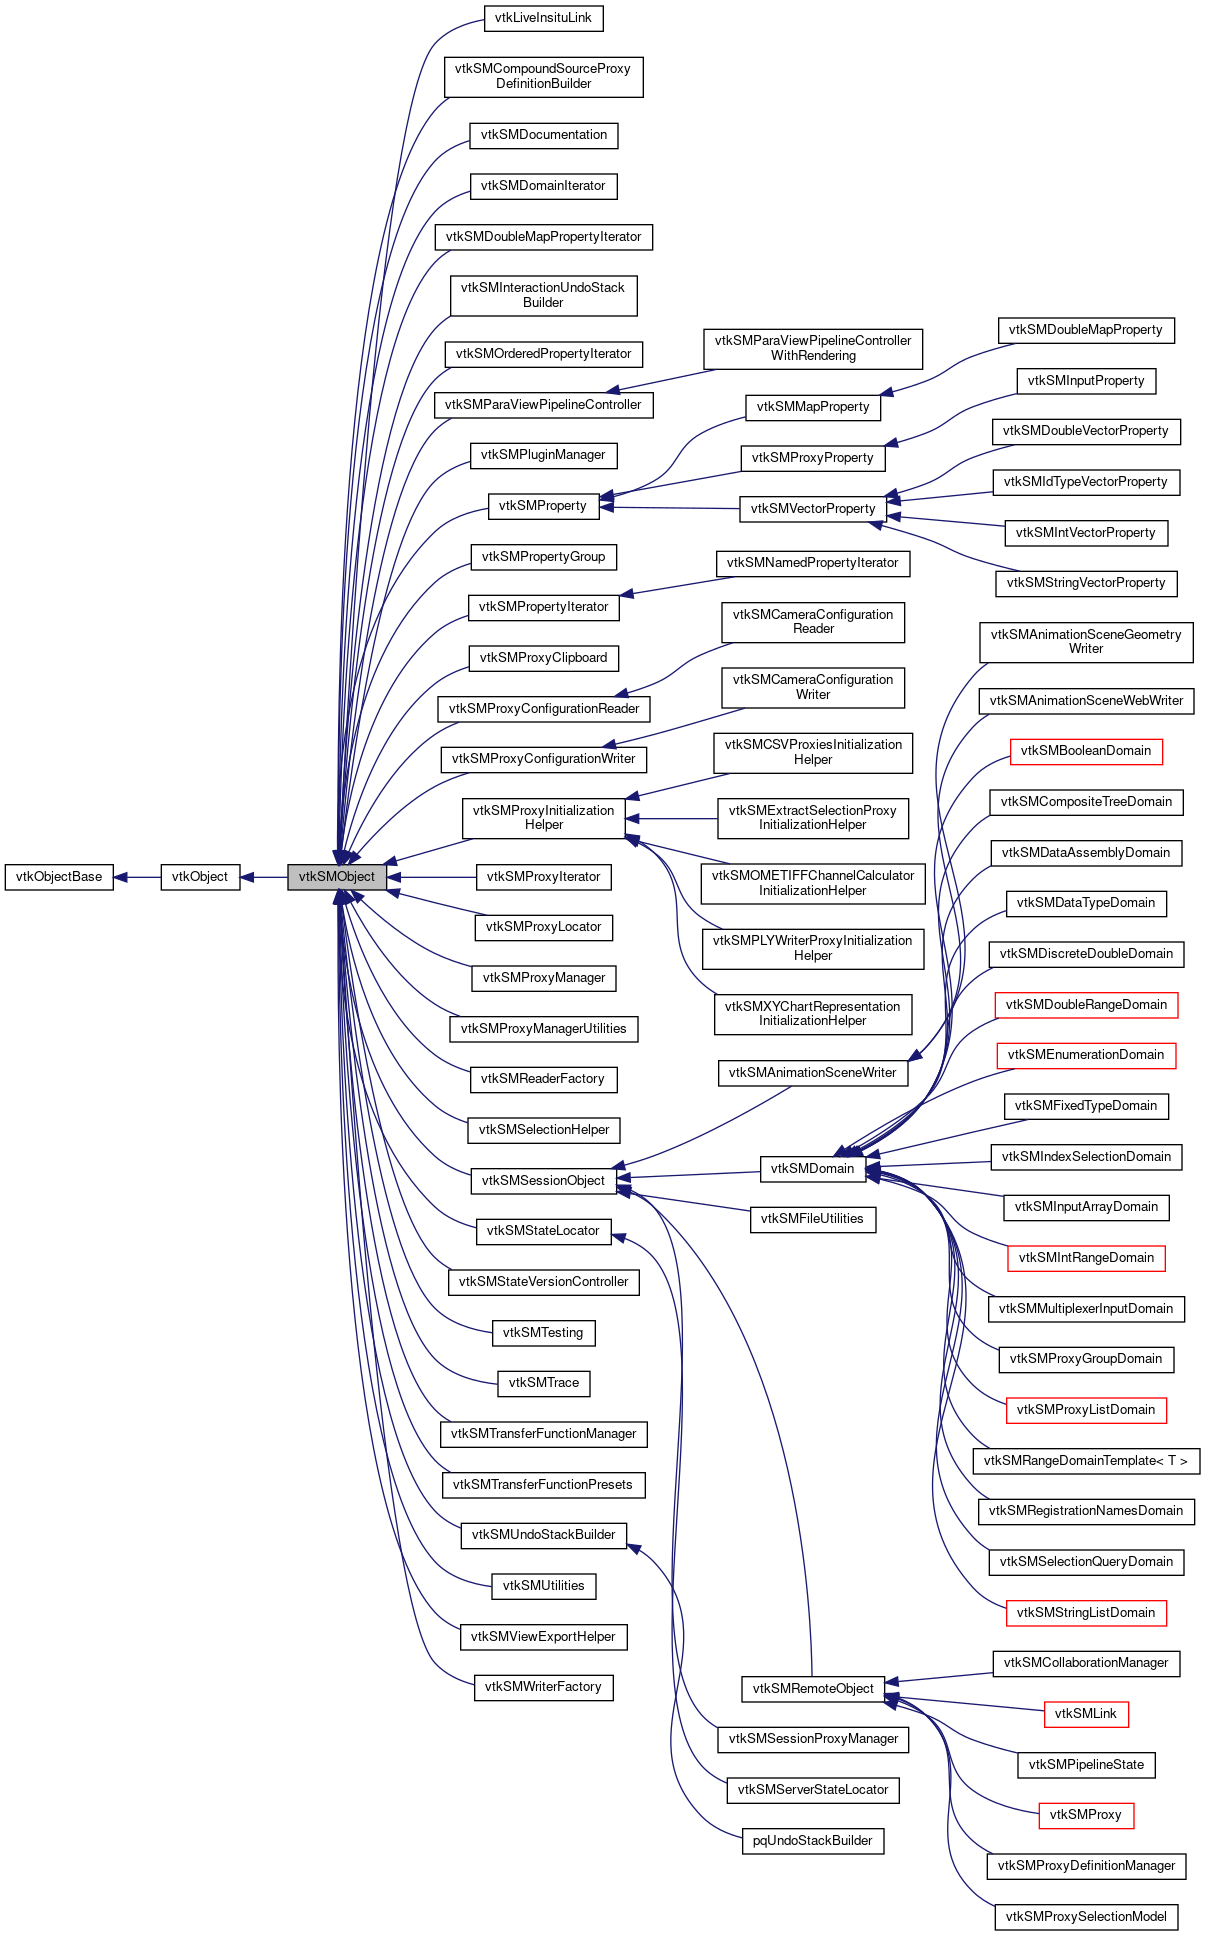 vtkObjectBase
vtkObject
vtkSMObject
vtkLiveInsituLink
vtkSMCompoundSourceProxy
DefinitionBuilder
vtkSMDocumentation
vtkSMDomainIterator
vtkSMDoubleMapPropertyIterator
vtkSMInteractionUndoStack
Builder
vtkSMOrderedPropertyIterator
vtkSMParaViewPipelineController
vtkSMPluginManager
vtkSMProperty
vtkSMPropertyGroup
vtkSMPropertyIterator
vtkSMProxyClipboard
vtkSMProxyConfigurationReader
vtkSMProxyConfigurationWriter
vtkSMProxyInitialization
Helper
vtkSMProxyIterator
vtkSMProxyLocator
vtkSMProxyManager
vtkSMProxyManagerUtilities
vtkSMReaderFactory
vtkSMSelectionHelper
vtkSMSessionObject
vtkSMStateLocator
vtkSMStateVersionController
vtkSMTesting
vtkSMTrace
vtkSMTransferFunctionManager
vtkSMTransferFunctionPresets
vtkSMUndoStackBuilder
vtkSMUtilities
vtkSMViewExportHelper
vtkSMWriterFactory
vtkSMParaViewPipelineController
WithRendering
vtkSMMapProperty
vtkSMProxyProperty
vtkSMVectorProperty
vtkSMNamedPropertyIterator
vtkSMCameraConfiguration
Reader
vtkSMCameraConfiguration
Writer
vtkSMCSVProxiesInitialization
Helper
vtkSMExtractSelectionProxy
InitializationHelper
vtkSMOMETIFFChannelCalculator
InitializationHelper
vtkSMPLYWriterProxyInitialization
Helper
vtkSMXYChartRepresentation
InitializationHelper
vtkSMAnimationSceneWriter
vtkSMDomain
vtkSMFileUtilities
vtkSMRemoteObject
vtkSMSessionProxyManager
vtkSMServerStateLocator
pqUndoStackBuilder
vtkSMDoubleMapProperty
vtkSMInputProperty
vtkSMDoubleVectorProperty
vtkSMIdTypeVectorProperty
vtkSMIntVectorProperty
vtkSMStringVectorProperty
vtkSMAnimationSceneGeometry
Writer
vtkSMAnimationSceneWebWriter
vtkSMBooleanDomain
vtkSMCompositeTreeDomain
vtkSMDataAssemblyDomain
vtkSMDataTypeDomain
vtkSMDiscreteDoubleDomain
vtkSMDoubleRangeDomain
vtkSMEnumerationDomain
vtkSMFixedTypeDomain
vtkSMIndexSelectionDomain
vtkSMInputArrayDomain
vtkSMIntRangeDomain
vtkSMMultiplexerInputDomain
vtkSMProxyGroupDomain
vtkSMProxyListDomain
vtkSMRangeDomainTemplate< T >
vtkSMRegistrationNamesDomain
vtkSMSelectionQueryDomain
vtkSMStringListDomain
vtkSMCollaborationManager
vtkSMLink
vtkSMPipelineState
vtkSMProxy
vtkSMProxyDefinitionManager
vtkSMProxySelectionModel